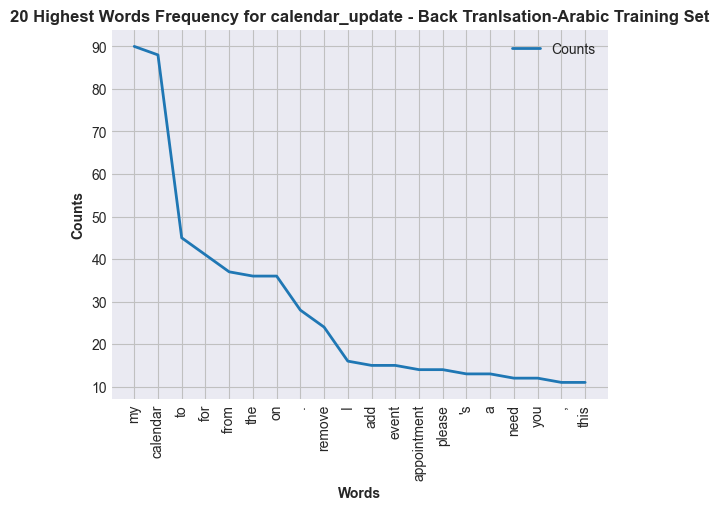 20 Highest Words Frequency for calendar_update - Back Tranlsation-Arabic Training Set
Counts
Counts
90
80
70
60
50
40
30
20
10
my
calendar
to
for
from
the
on
.
remove
I
add
event
appointment
please
's
a
need
you
,
this
Words